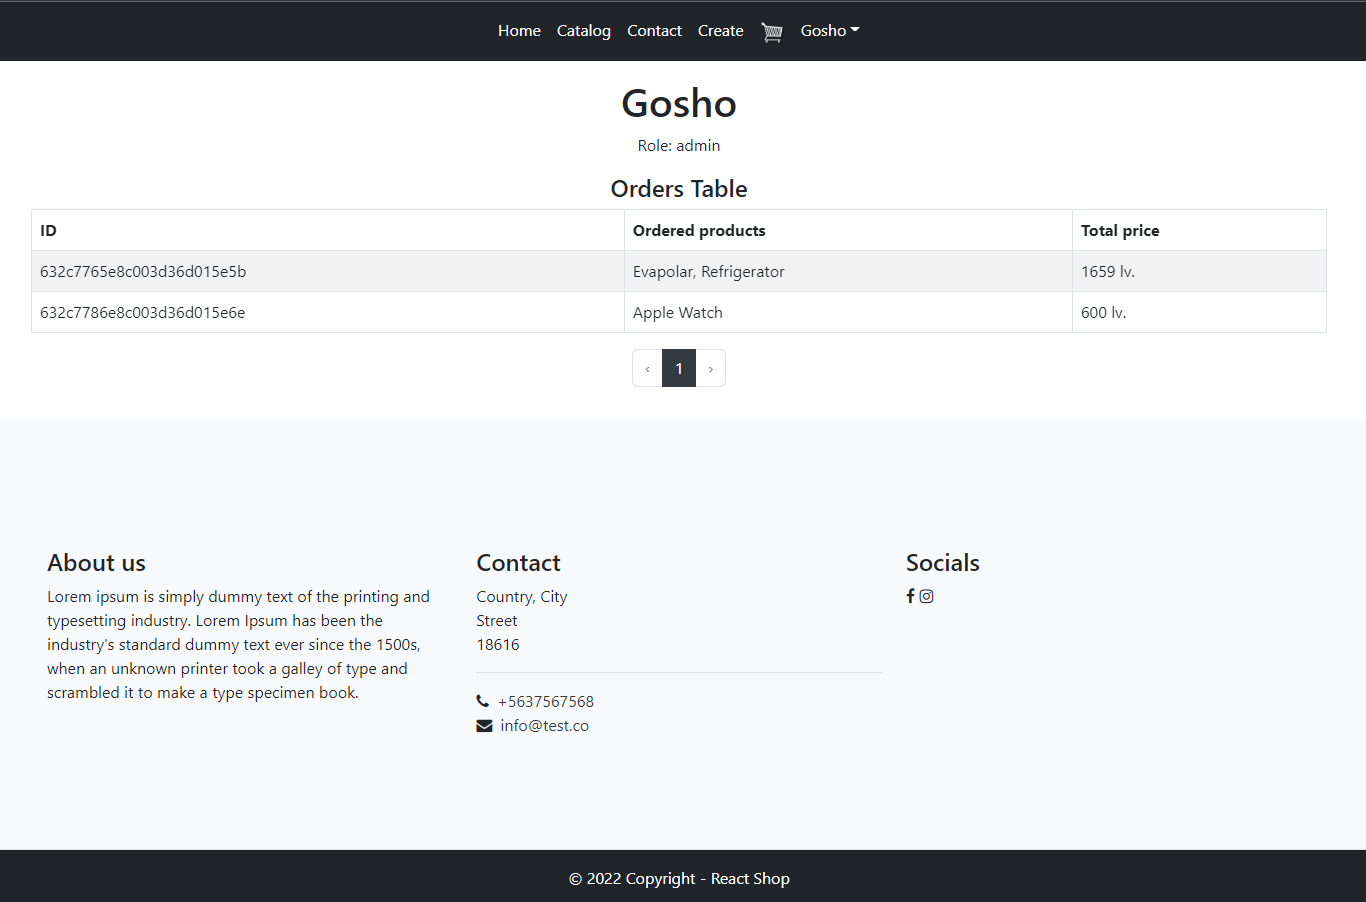 Home Catalog Contact Create Gosho
Gosho
Role: admin
Orders Table
ID Ordered products Total price
632c7765e8c003d36d015e5b Evapolar, Refrigerator 1659 lv.
632c7786e8c003d36d015e6e Apple Watch 600 lv.
‹ 1 ›
About us
Lorem ipsum is simply dummy text of the printing and
typesetting industry. Lorem Ipsum has been the
industry's standard dummy text ever since the 1500s,
when an unknown printer took a galley of type and
scrambled it to make a type specimen book.
Contact
Country, City
Street
18616
+5637567568
info@test.co
Socials
© 2022 Copyright - React Shop